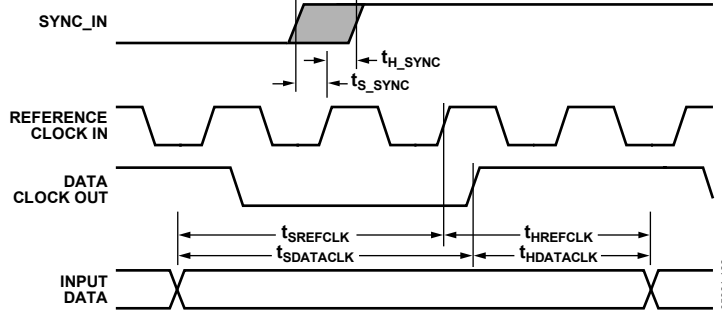 SYNC_IN
tH_SYNC
tS_SYNC
REFERENCE
CLOCK IN
DATA
CLOCK OUT
tSREFCLK
tHREFCLK
tSDATACLK
tHDATACLK
INPUT
DATA